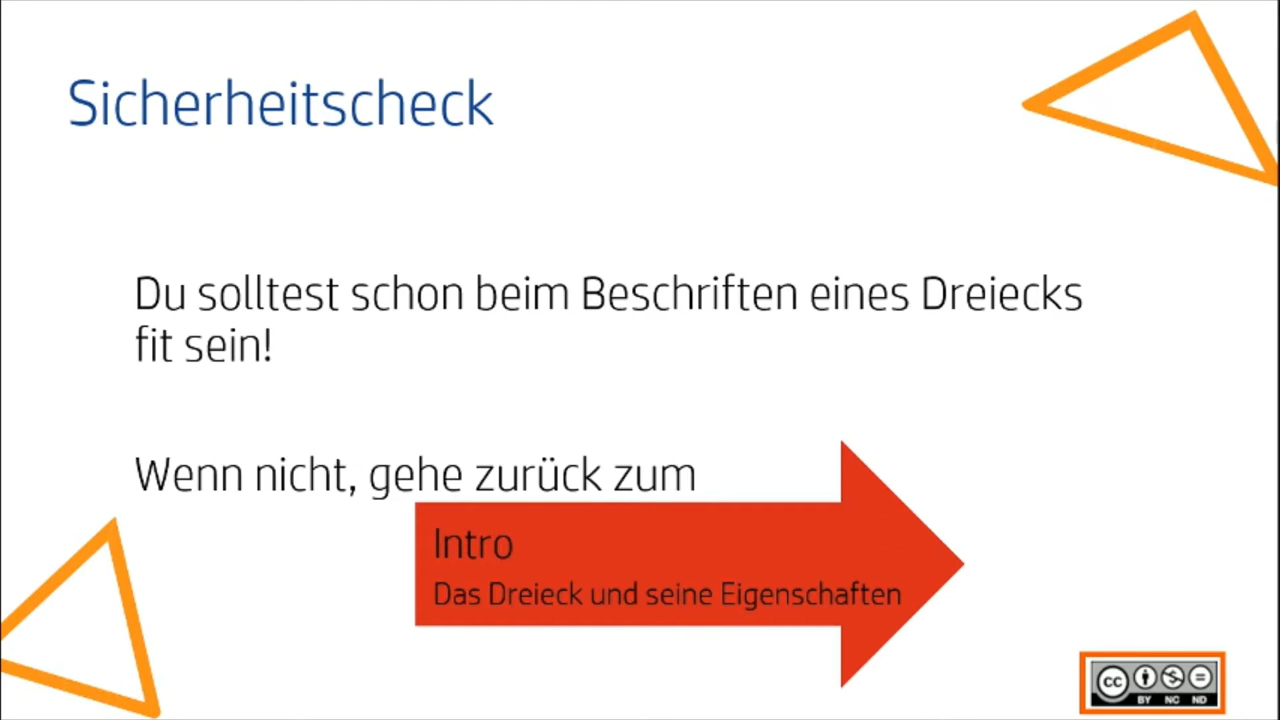 Sicherheitscheck
Du solltest schon beim Beschriften eines Dreiecks
fit sein!
Wenn nicht, gehe zurück zum
Intro
Das Dreieck und seine Eigenschaften
cc
BY NC ND